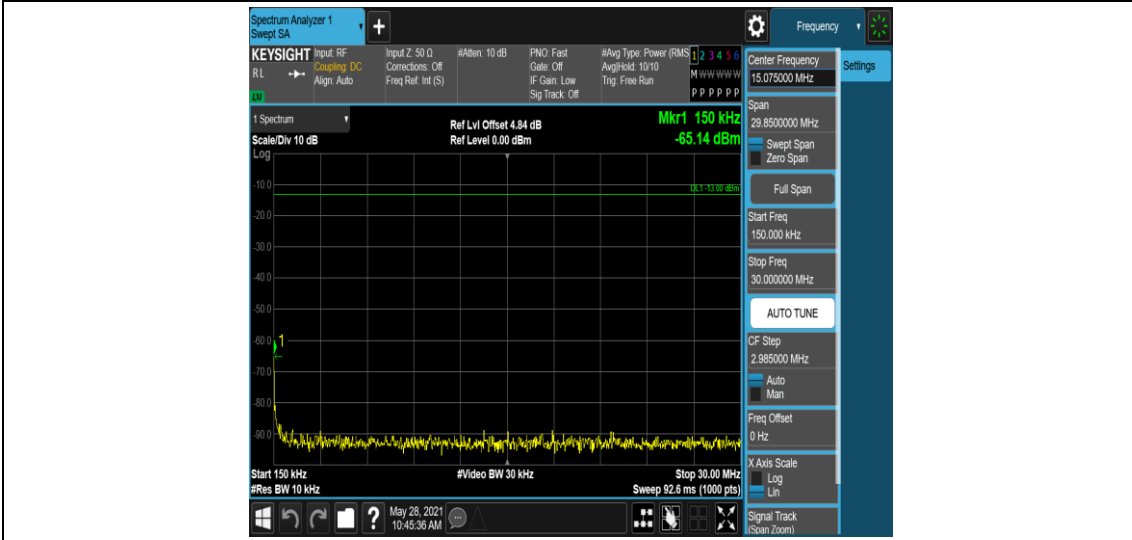 Spectrum Analyzer 1
Swept SA
+
Frequency
KEYSIGHT
RL
Input: RF
Coupling: DC
Align: Auto
Input Z: 50 Ω
Corrections: Off
Freq Ref: Int (S)
#Atten: 10 dB
PNO: Fast
Gate: Off
IF Gain: Low
Sig Track: Off
#Avg Type: Power (RMS
Avg|Hold: 10/10
Trig: Free Run
1 2 3 4 5 6
M W W W W W
P P P P P P
1 Spectrum
Scale/Div 10 dB
Log
Ref Lvl Offset 4.84 dB
Ref Level 0.00 dBm
Mkr1 150 kHz
-65.14 dBm
DL1 -13.00 dBm
-10.0
-20.0
-30.0
-40.0
-50.0
-60.0
-70.0
-80.0
-90.0
1
Start 150 kHz
#Res BW 10 kHz
#Video BW 30 kHz
Stop 30.00 MHz
Sweep 92.6 ms (1000 pts)
?
May 28, 2021
10:45:36 AM
Center Frequency
15.075000 MHz
Settings
Span
29.8500000 MHz
Swept Span
Zero Span
Full Span
Start Freq
150.000 kHz
Stop Freq
30.000000 MHz
AUTO TUNE
CF Step
2.985000 MHz
Auto
Man
Freq Offset
0 Hz
X Axis Scale
Log
Lin
Signal Track
(Span Zoom)